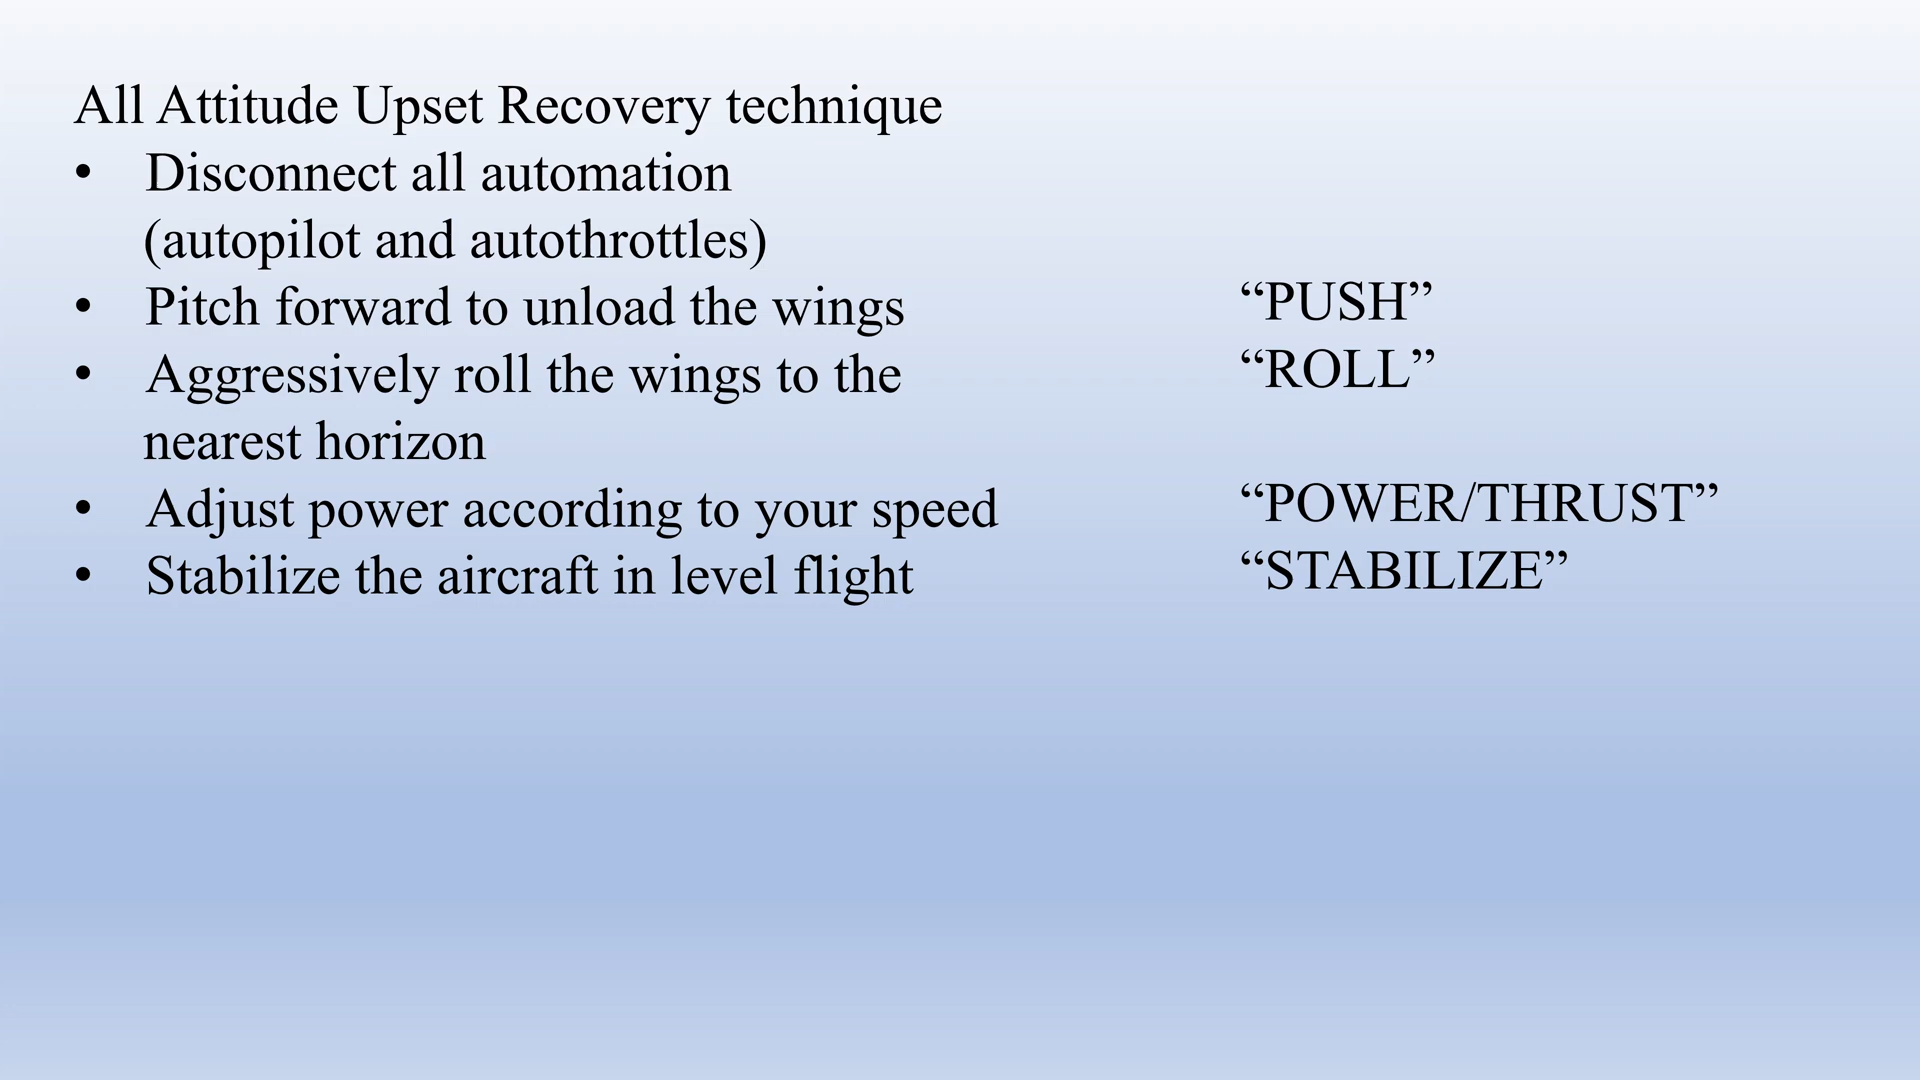 All Attitude Upset Recovery technique
• Disconnect all automation
(autopilot and autothrottles)
• Pitch forward to unload the wings “PUSH”
• Aggressively roll the wings to the “ROLL”
nearest horizon
• Adjust power according to your speed “POWER/THRUST”
• Stabilize the aircraft in level flight “STABILIZE”